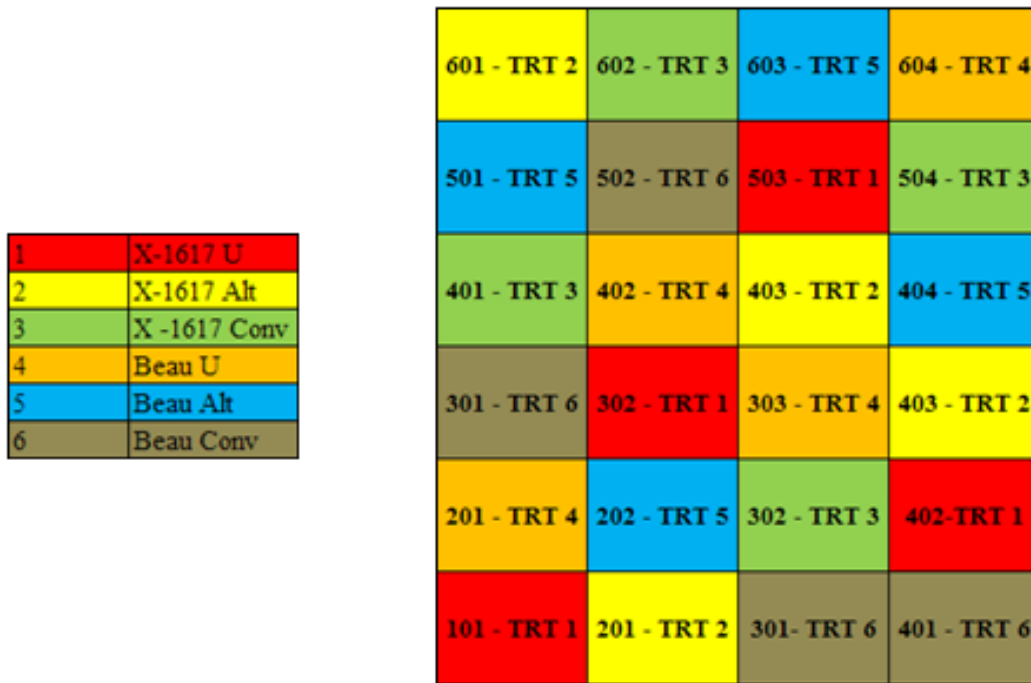 1 X-1617 U
2 X-1617 Alt
3 X -1617 Conv
4 Beau U
5 Beau Alt
6 Beau Conv
601 - TRT 2 602 - TRT 3 603 - TRT 5 604 - TRT 4
501 - TRT 5 502 - TRT 6 503 - TRT 1 504 - TRT 3
401 - TRT 3 402 - TRT 4 403 - TRT 2 404 - TRT 5
301 - TRT 6 302 - TRT 1 303 - TRT 4 403 - TRT 2
201 - TRT 4 202 - TRT 5 302 - TRT 3 402-TRT 1
101 - TRT 1 201 - TRT 2 301- TRT 6 401 - TRT 6